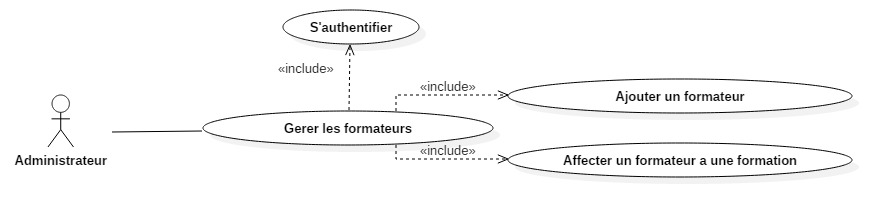 S'authentifier
«include»
«include»
Ajouter un formateur
Administrateur
Gerer les formateurs
«include»
Affecter un formateur a une formation